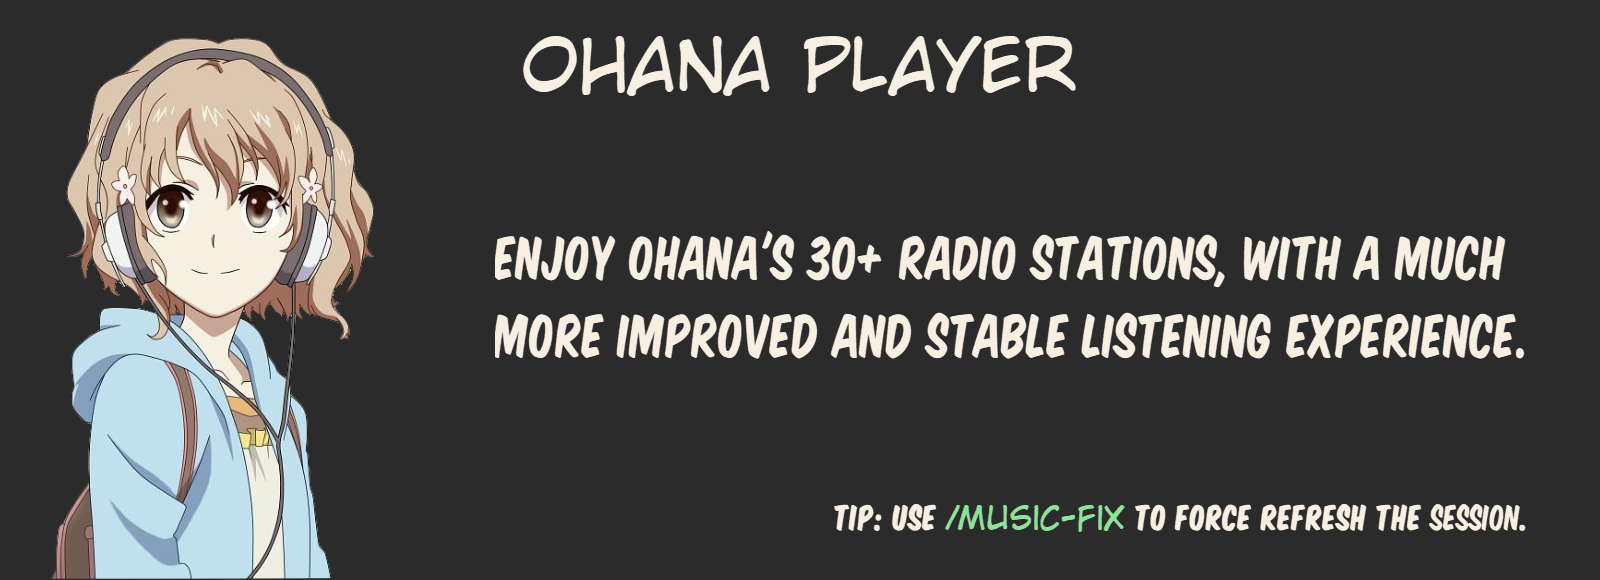 OHANA PLAYER
ENJOY OHANA'S 30+ RADIO STATIONS, WITH A MUCH
MORE IMPROVED AND STABLE LISTENING EXPERIENCE.
TIP: USE /MUSIC-FIX TO FORCE REFRESH THE SESSION.